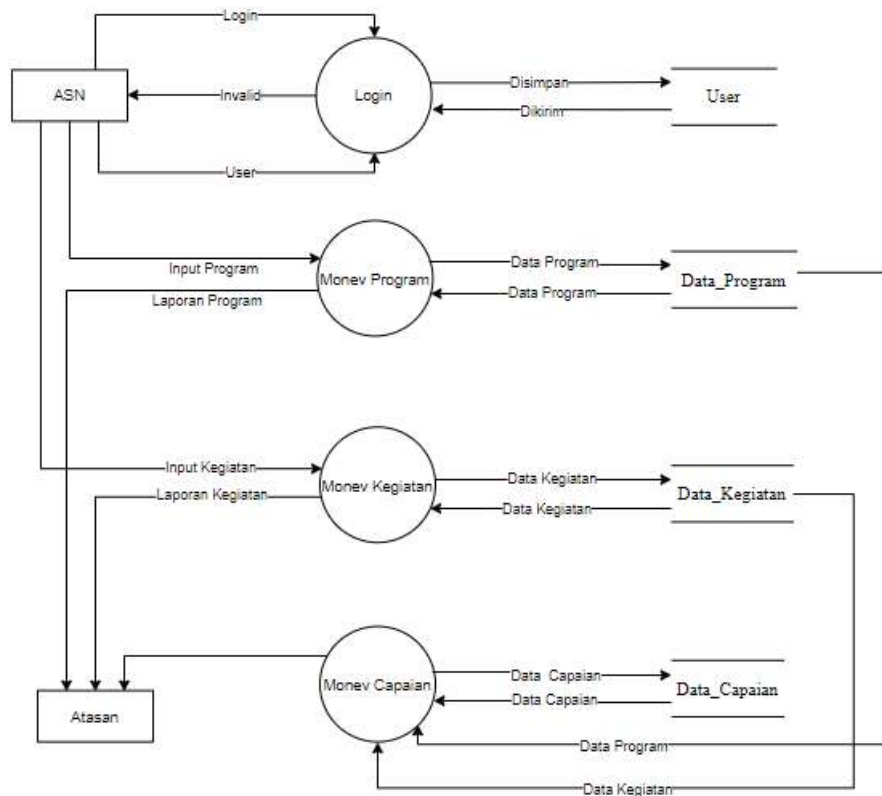 Login
ASN
Invalid
Login
Disimpan
User
Dikirim
User
Input Program
Laporan Program
Monev Program
Data Program
Data Program
Data_Program
Input Kegiatan
Laporan Kegiatan
Monev Kegiatan
Data Kegiatan
Data Kegiatan
Data_Kegiatan
Monev Capaian
Data Capaian
Data Capaian
Data_Capaian
Atasan
Data Program
Data Kegiatan